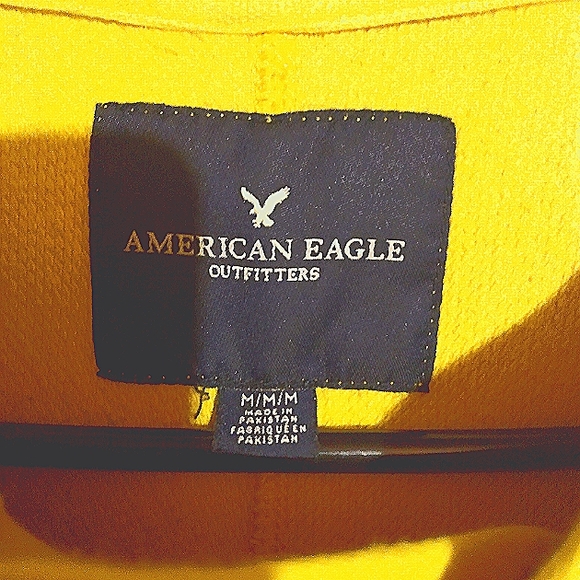 AMERICAN EAGLE
OUTFITTERS
M/M/M
MADE IN
PAKISTAN
FABRIQUÉ EN
PAKISTAN